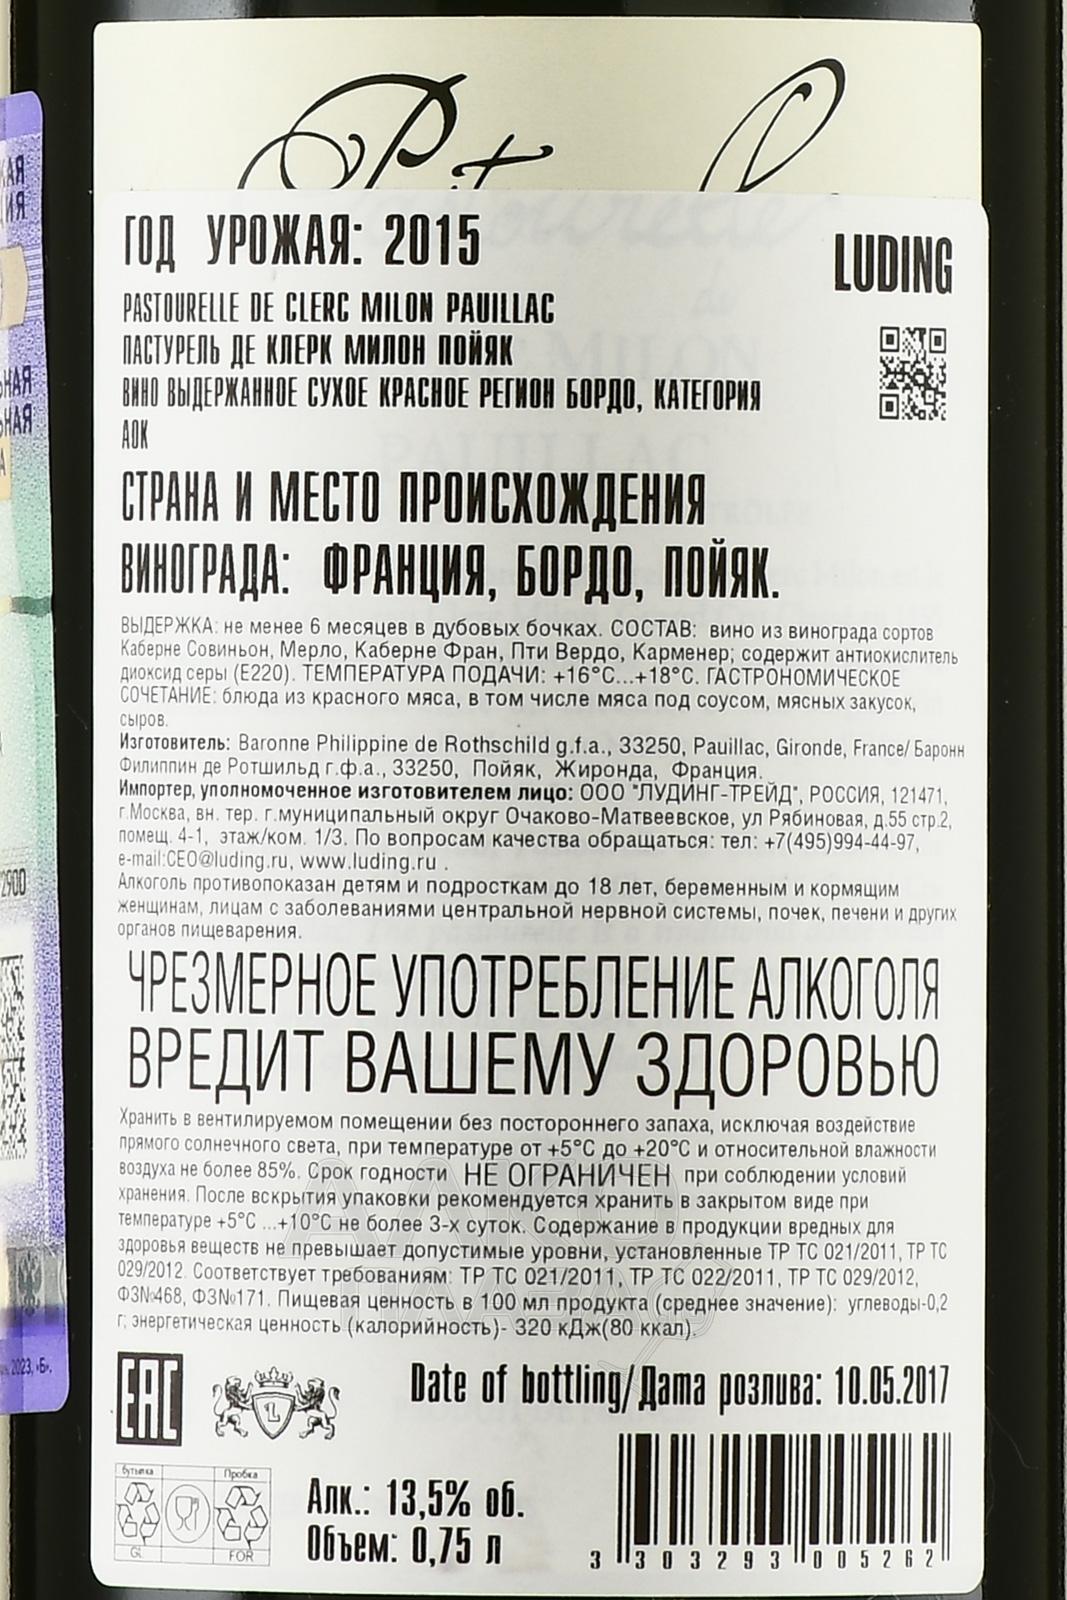 ГОД УРОЖАЯ: 2015
LUDING
PASTOURELLE DE CLERC MILON PAUILLAC
ПАСТУРЕЛЬ ДЕ КЛЕРК МИЛОН ПОЙЯК
ВИНО ВЫДЕРЖАННОЕ СУХОЕ КРАСНОЕ РЕГИОН БОРДО, КАТЕГОРИЯ
АОК
СТРАНА И МЕСТО ПРОИСХОЖДЕНИЯ
ВИНОГРАДА: ФРАНЦИЯ, БОРДО, ПОЙЯК.
ВЫДЕРЖКА: не менее 6 месяцев в дубовых бочках. СОСТАВ: вино из винограда сортов
Каберне Совиньон, Мерло, Каберне Фран, Пти Вердо, Карменер; содержит антиокислитель
диоксид серы (Е220). ТЕМПЕРАТУРА ПОДАЧИ: +16°С...+18°С. ГАСТРОНОМИЧЕСКОЕ
СОЧЕТАНИЕ: блюда из красного мяса, в том числе мяса под соусом, мясных закусок,
сыров.
Изготовитель: Baronne Philippine de Rothschild g.f.a., 33250, Pauillac, Gironde, France/ Баронн
Филиппин де Ротшильд г.ф.а., 33250, Пойяк, Жиронда, Франция.
Импортер, уполномоченное изготовителем лицо: ООО "ЛУДИНГ-ТРЕЙД", РОССИЯ, 121471,
г.Москва, вн. тер. г.муниципальный округ Очаково-Матвеевское, ул Рябиновая, д.55 стр.2,
помещ. 4-1, этаж/ком. 1/3. По вопросам качества обращаться: тел: +7(495)994-44-97,
e-mail:CEO@luding.ru, www.luding.ru .
Алкоголь противопоказан детям и подросткам до 18 лет, беременным и кормящим
женщинам, лицам с заболеваниями центральной нервной системы, почек, печени и других
органов пищеварения.
ЧРЕЗМЕРНОЕ УПОТРЕБЛЕНИЕ АЛКОГОЛЯ
ВРЕДИТ ВАШЕМУ ЗДОРОВЬЮ
Хранить в вентилируемом помещении без постороннего запаха, исключая воздействие
прямого солнечного света, при температуре от +5°С до +20°С и относительной влажности
воздуха не более 85%. Срок годности НЕ ОГРАНИЧЕН при соблюдении условий
хранения. После вскрытия упаковки рекомендуется хранить в закрытом виде при
температуре +5°С ...+10°С не более 3-х суток. Содержание в продукции вредных для
здоровья веществ не превышает допустимые уровни, установленные ТР ТС 021/2011, ТР ТС
029/2012. Соответствует требованиям: ТР ТС 021/2011, ТР ТС 022/2011, ТР ТС 029/2012,
ФЗ№468, ФЗ№171. Пищевая ценность в 100 мл продукта (среднее значение): углеводы-0,2
г; энергетическая ценность (калорийность)- 320 кДж(80 ккал).
EAC
L
Date of bottling/Дата розлива: 10.05.2017
бутылка
Пробка
GL
FOR
Алк.: 13,5% об.
Объем: 0,75 л
3 303293 005262
2900
2023, «Б».